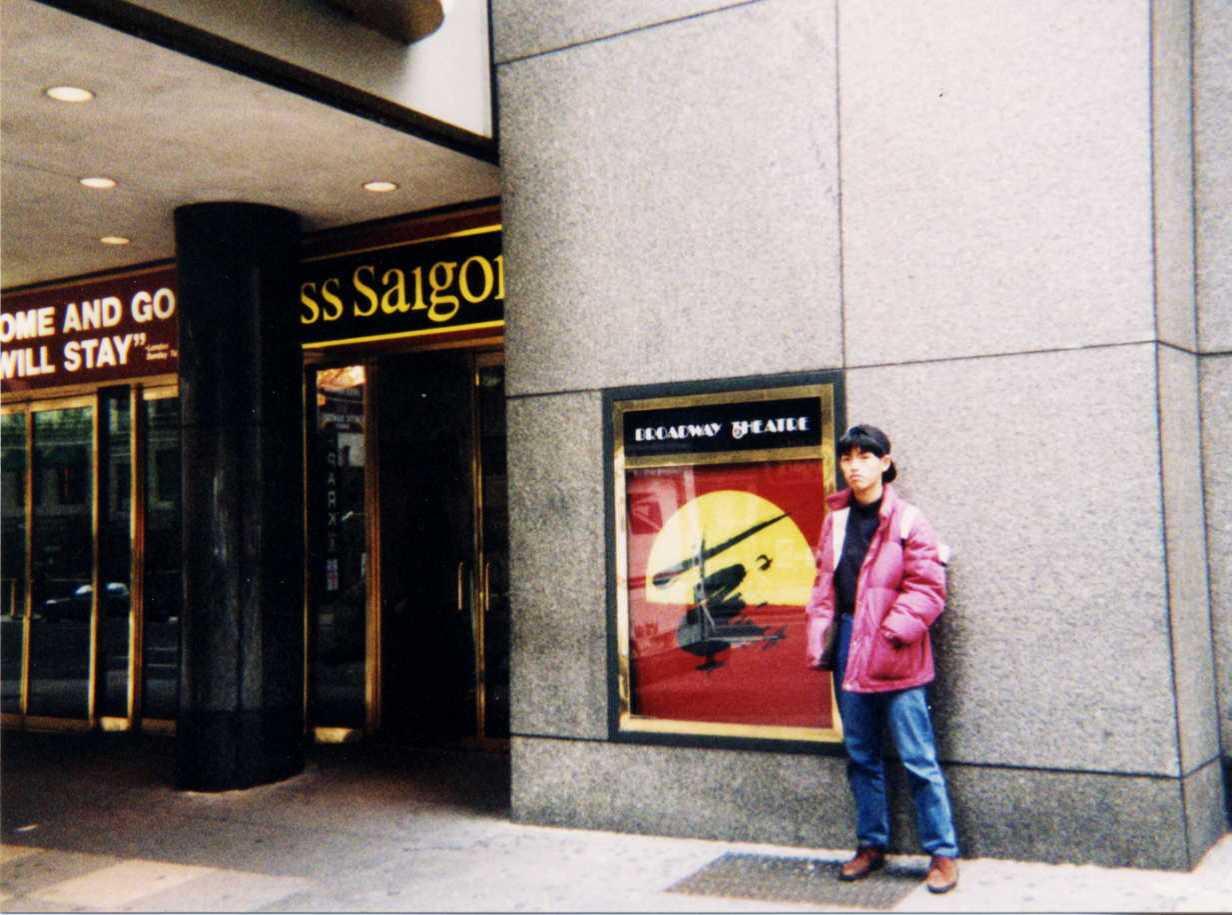 OME AND GO
WILL STAY"
ss Saigon
BROADWAY THEATRE